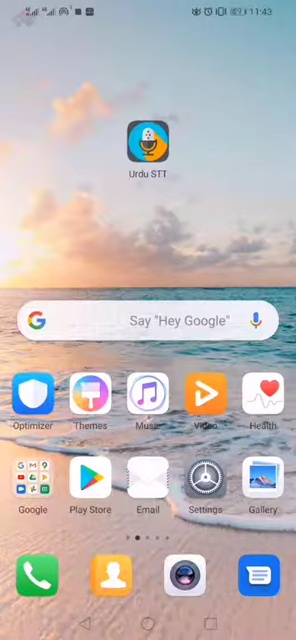 11:43
Urdu STT
Say "Hey Google"
Optimizer Themes Music Video Health
Google Play Store Email Settings Gallery